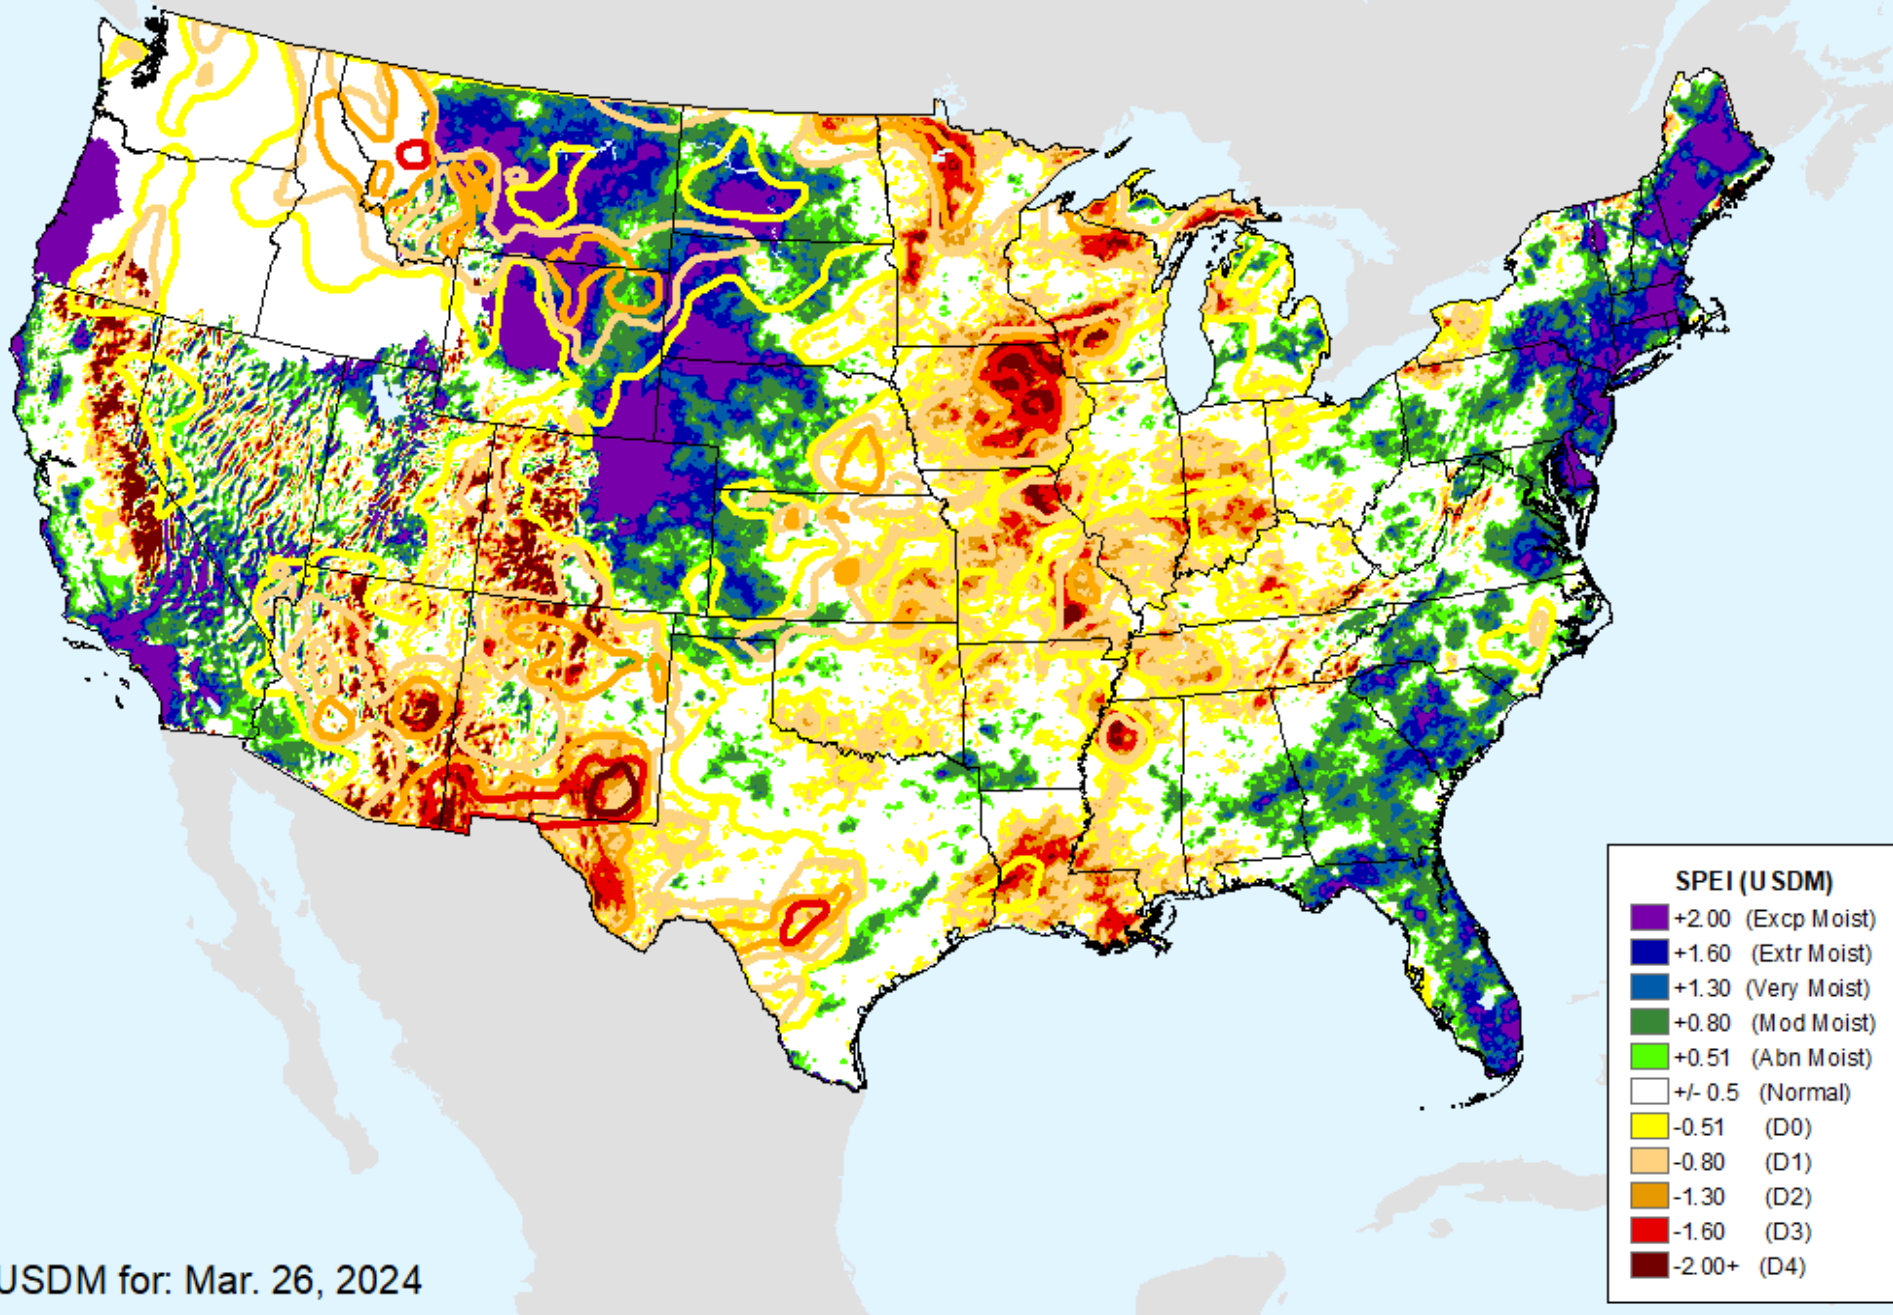 SPEI (USDM)
+2.00 (Excp Moist)
+1.60 (Extr Moist)
+1.30 (Very Moist)
+0.80 (Mod Moist)
+0.51 (Abn Moist)
+/- 0.5 (Normal)
-0.51 (D0)
-0.80 (D1)
-1.30 (D2)
-1.60 (D3)
-2.00+ (D4)
USDM for: Mar. 26, 2024